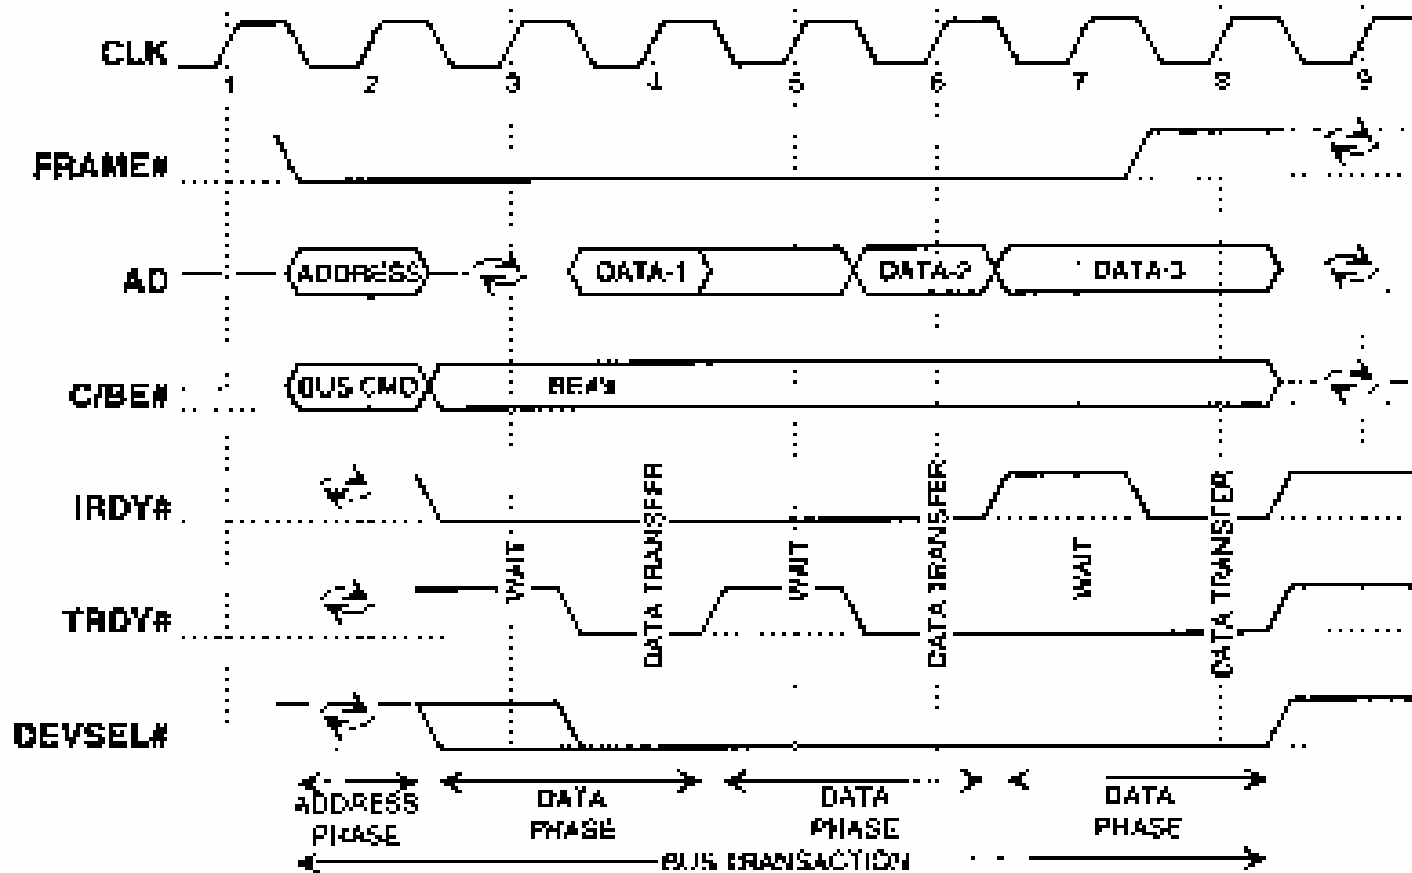 CLK
1 2 3 4 5 6 7 8 9
FRAME#
AD
ADDRESS DATA-1 DATA-2 DATA-3
C/BE#
BUS CMD BE#'s
IRDY#
WAIT DATA TRANSFER WAIT DATA TRANSFER WAIT DATA TRANSFER
TRDY#
DEVSEL#
ADDRESS DATA DATA DATA
PHASE PHASE PHASE PHASE
BUS TRANSACTION